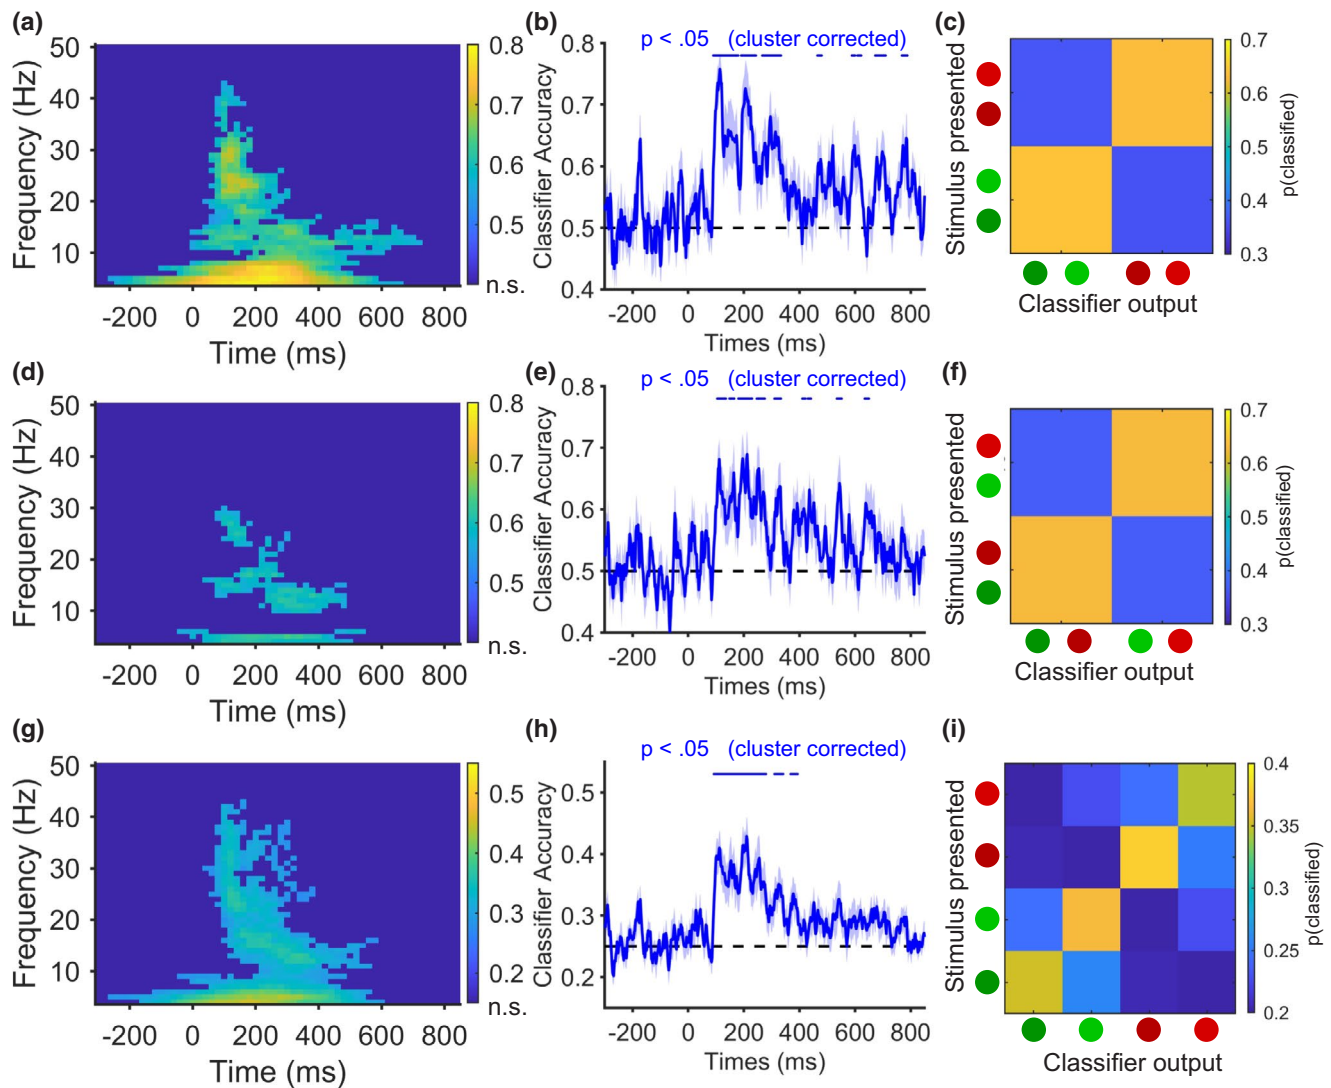 (a)
50
40
30
20
10
Frequency (Hz)
-200 0 200 400 600 800
Time (ms)
0.8
0.7
0.6
0.5
n.s.
(b)
p < .05 (cluster corrected)
0.8
0.7
0.6
0.5
0.4
Classifier Accuracy
-200 0 200 400 600 800
Times (ms)
(c)
Stimulus presented
Classifier output
0.7
0.6
0.5
0.4
0.3
p(classified)
(d)
50
40
30
20
10
Frequency (Hz)
-200 0 200 400 600 800
Time (ms)
0.8
0.7
0.6
0.5
n.s.
(e)
p < .05 (cluster corrected)
0.8
0.7
0.6
0.5
0.4
Classifier Accuracy
-200 0 200 400 600 800
Times (ms)
(f)
Stimulus presented
Classifier output
0.7
0.6
0.5
0.4
0.3
p(classified)
(g)
50
40
30
20
10
Frequency (Hz)
-200 0 200 400 600 800
Time (ms)
0.5
0.4
0.3
0.2
n.s.
(h)
p < .05 (cluster corrected)
0.5
0.4
0.3
0.2
Classifier Accuracy
-200 0 200 400 600 800
Times (ms)
(i)
Stimulus presented
Classifier output
0.4
0.35
0.3
0.25
0.2
p(classified)